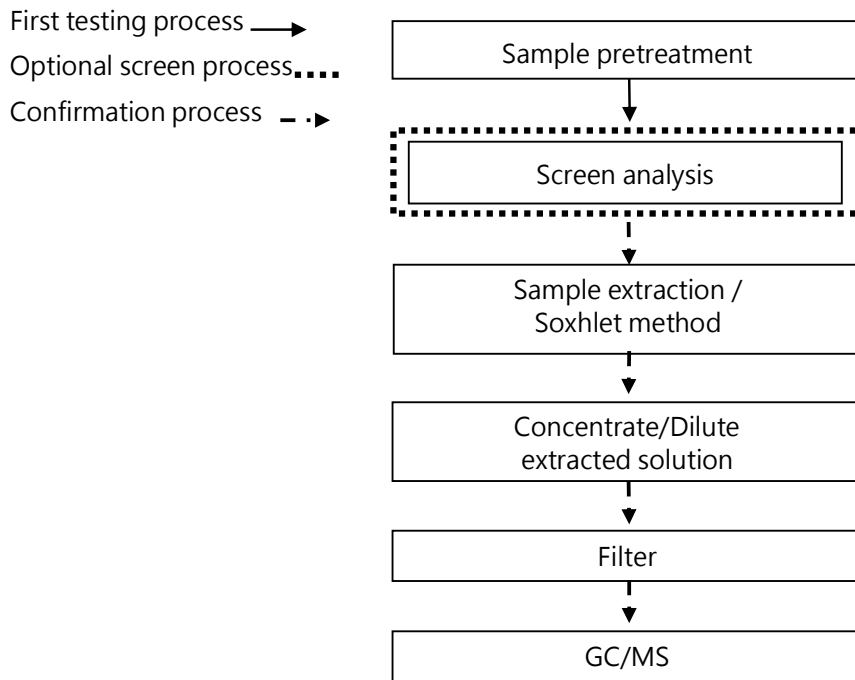 First testing process
Optional screen process
Confirmation process
Sample pretreatment
Screen analysis
Sample extraction /
Soxhlet method
Concentrate/Dilute
extracted solution
Filter
GC/MS